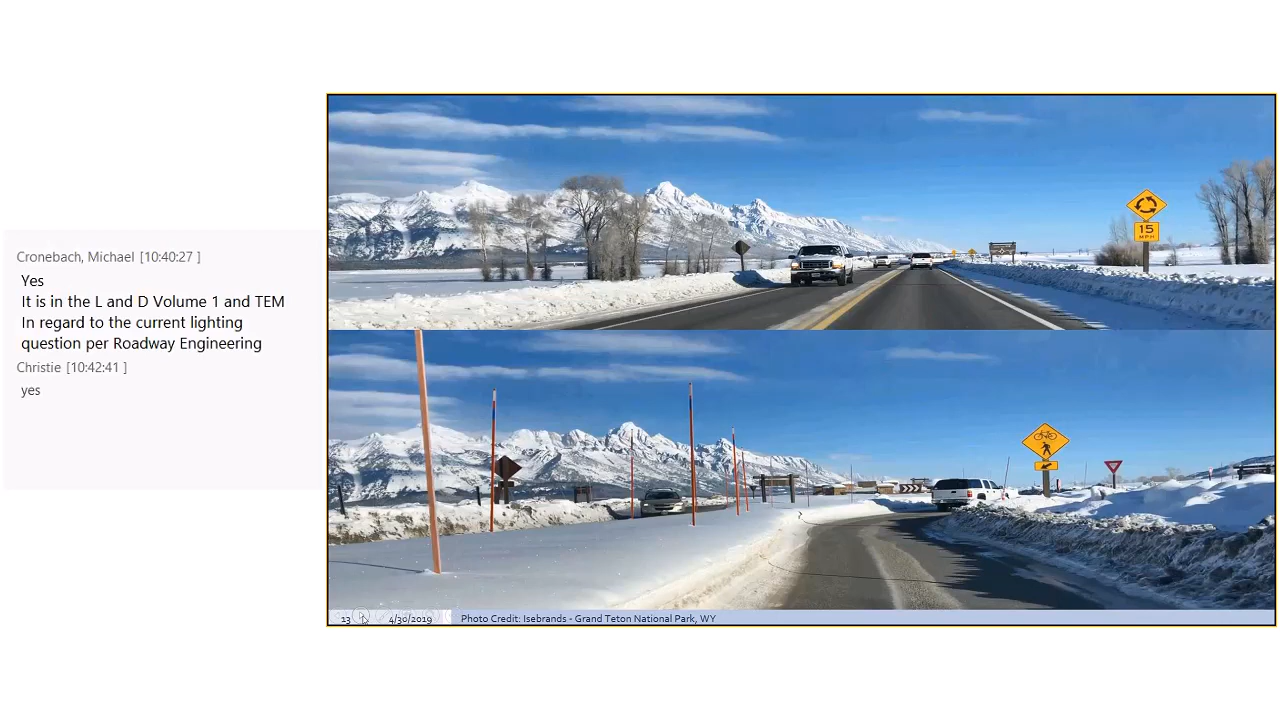 Cronebach, Michael [10:40:27 ]
Yes
It is in the L and D Volume 1 and TEM
In regard to the current lighting
question per Roadway Engineering
Christie [10:42:41 ]
yes
15
MPH
13
4/30/2019
Photo Credit: Isebrands - Grand Teton National Park, WY